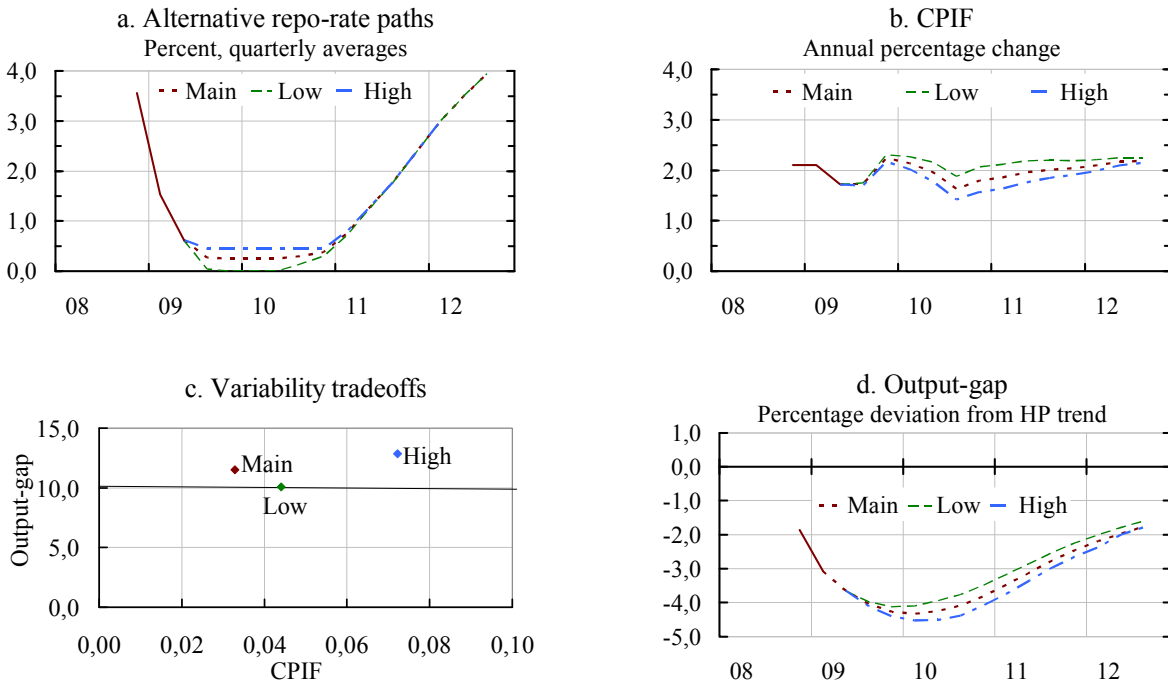 a. Alternative repo-rate paths
Percent, quarterly averages
4,0
3,0
2,0
1,0
0,0
Main Low High
08 09 10 11 12
b. CPIF
Annual percentage change
4,0
3,0
2,0
1,0
0,0
Main Low High
08 09 10 11 12
c. Variability tradeoffs
Output-gap
15,0
10,0
5,0
0,0
Main
High
Low
0,00 0,02 0,04 0,06 0,08 0,10
CPIF
d. Output-gap
Percentage deviation from HP trend
1,0
0,0
-1,0
-2,0
-3,0
-4,0
-5,0
Main Low High
08 09 10 11 12